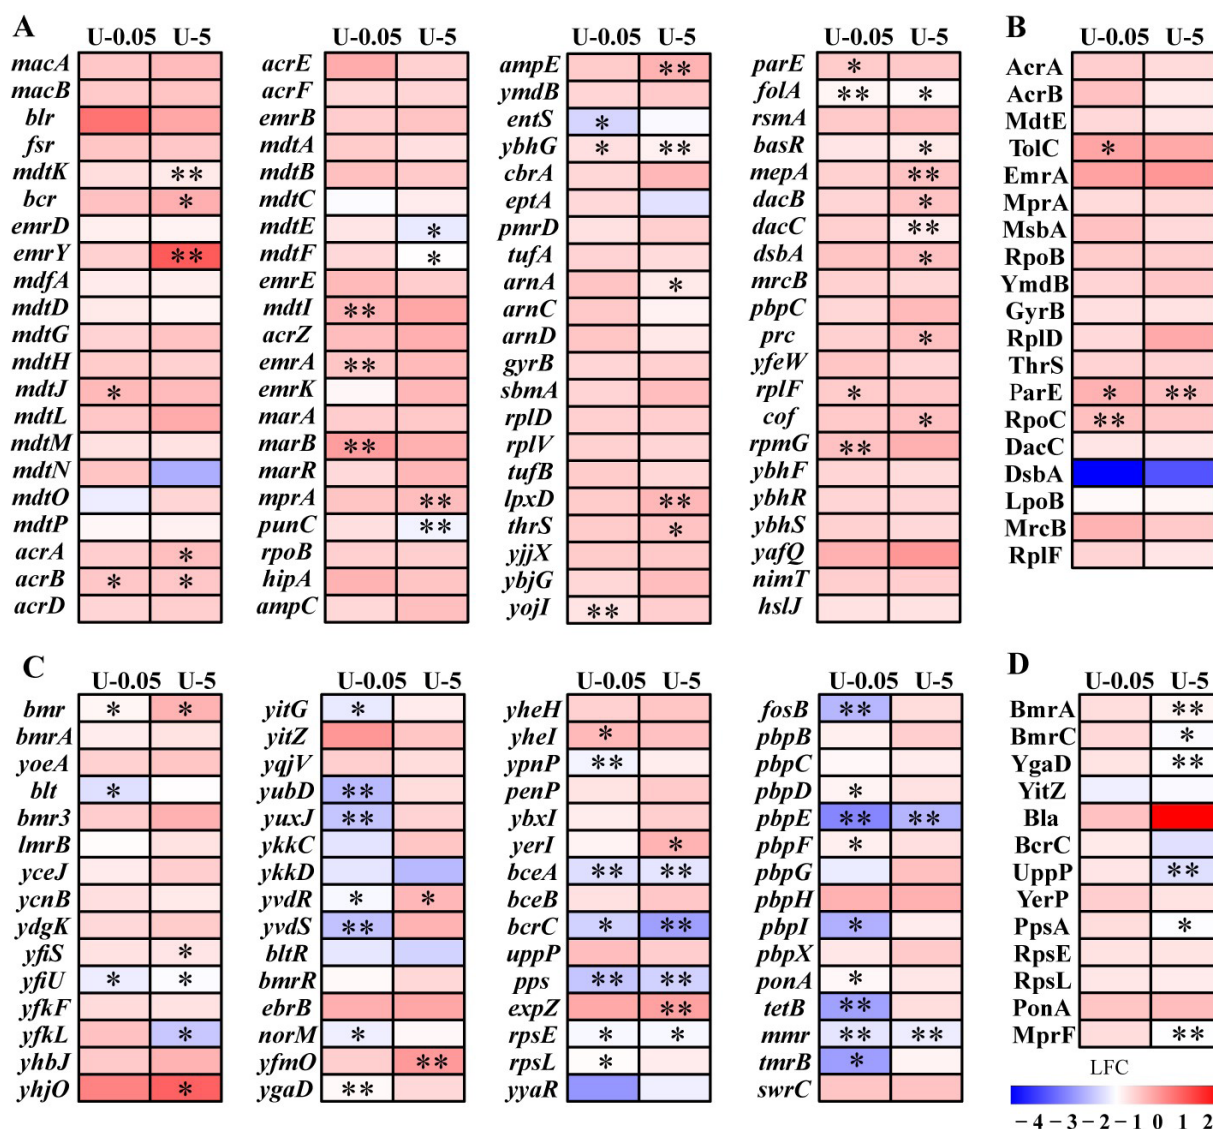 A
B
U-0.05 U-5
U-0.05 U-5
U-0.05 U-5
U-0.05 U-5
U-0.05 U-5
macA
macB
blr
fsr
mdtK **
bcr *
emrD
emrY **
mdfA
mdtD
mdtG
mdtH
mdtJ *
mdtL
mdtM
mdtN
mdtO
mdtP
acrA *
acrB * *
acrD
acrE
acrF
emrB
mdtA
mdtB
mdtC
mdtE *
mdtF *
emrE
mdtI **
acrZ
emrA **
emrK
marA
marB **
marR
mprA **
punC **
rpoB
hipA
ampC
ampE **
ymdB
entS *
ybhG * **
cbrA
eptA
pmrD
tufA
arnA *
arnC
arnD
gyrB
sbmA
rplD
rplV
tufB
lpxD **
thrS *
yjjX
ybjG
yojI **
parE *
folA ** *
rsmA
basR *
mepA **
dacB *
dacC **
dsbA *
mrcB
pbpC
prc *
yfeW
rplF *
cof *
rpmG **
ybhF
ybhR
ybhS
yafQ
nimT
hslJ
AcrA
AcrB
MdtE
TolC *
EmrA
MprA
MsbA
RpoB
YmdB
GyrB
RplD
ThrS
ParE * **
RpoC **
DacC
DsbA
LpoB
MrcB
RplF
C
D
U-0.05 U-5
U-0.05 U-5
U-0.05 U-5
U-0.05 U-5
U-0.05 U-5
bmr * *
bmrA
yoeA
blt *
bmr3
lmrB
yceJ
ycnB
ydgK
yfiS *
yfiU * *
yfkF
yfkL *
yhbJ
yhjO *
yitG *
yitZ
yqjV
yubD **
yuxJ **
ykkC
ykkD
yvdR * *
yvdS **
bltR
bmrR
ebrB
norM *
yfmO **
ygaD **
yheH
yheI *
ypnP **
penP
ybxI
yerI *
bceA ** **
bceB
bcrC * **
uppP
pps ** **
expZ **
rpsE * *
rpsL *
yyaR
fosB **
pbpB
pbpC
pbpD *
pbpE ** **
pbpF *
pbpG
pbpH
pbpI *
pbpX
ponA *
tetB **
mmr ** **
tmrB *
swrC
BmrA **
BmrC *
YgaD **
YitZ
Bla
BcrC
UppP **
YerP
PpsA *
RpsE
RpsL
PonA
MprF **
LFC
−4 −3 −2 −1 0 1 2